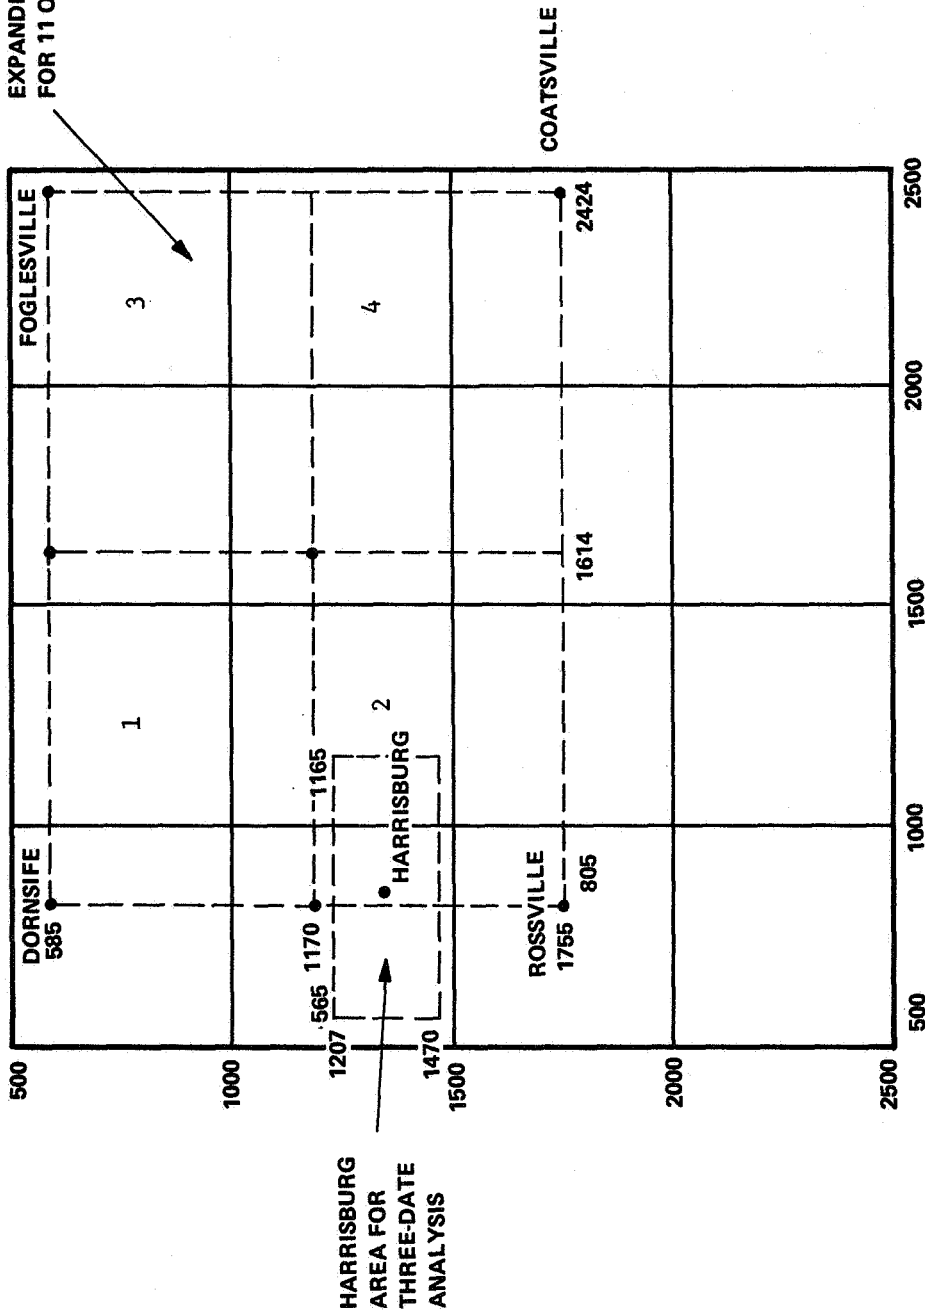 EXPAND
FOR 11 O
COATSVILLE
FOGLESVILLE
3
4
2424
1614
1
2
1165
HARRISBURG
DORNSIFE
585
1170
565
1207
1470
ROSSVILLE
1755
805
500
1000
1500
2000
2500
500
1000
1500
2000
2500
HARRISBURG
AREA FOR
THREE-DATE
ANALYSIS